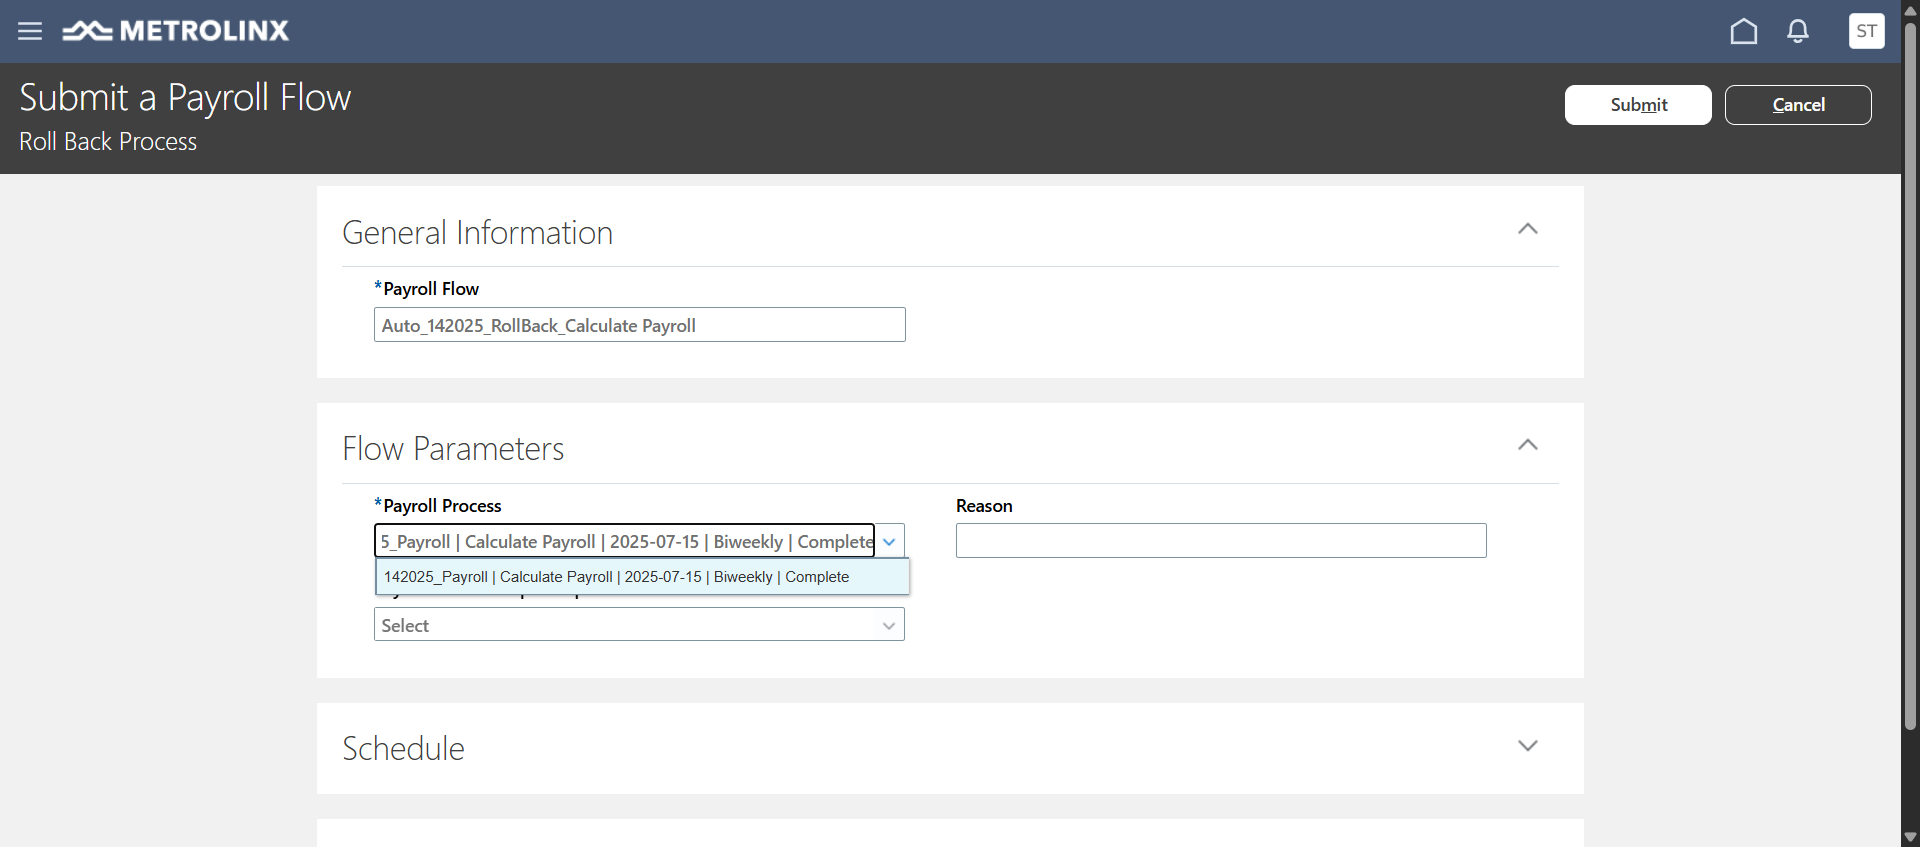 METROLINX
ST
Submit a Payroll Flow
Roll Back Process
Submit
Cancel
General Information
*Payroll Flow
Auto_142025_RollBack_Calculate Payroll
Flow Parameters
*Payroll Process
Reason
5_Payroll | Calculate Payroll | 2025-07-15 | Biweekly | Complete
142025_Payroll | Calculate Payroll | 2025-07-15 | Biweekly | Complete
Select
Schedule